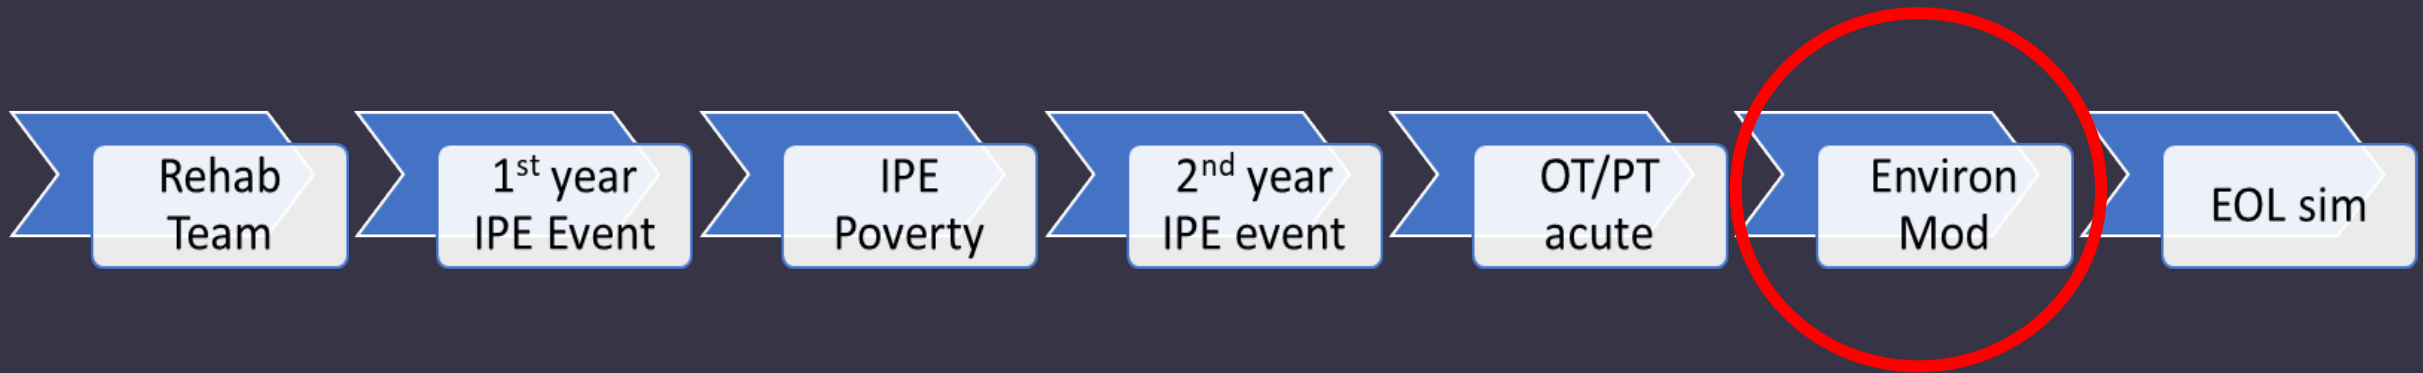 Rehab
Team
1st year
IPE Event
IPE
Poverty
2nd year
IPE event
OT/PT
acute
Environ
Mod
EOL sim